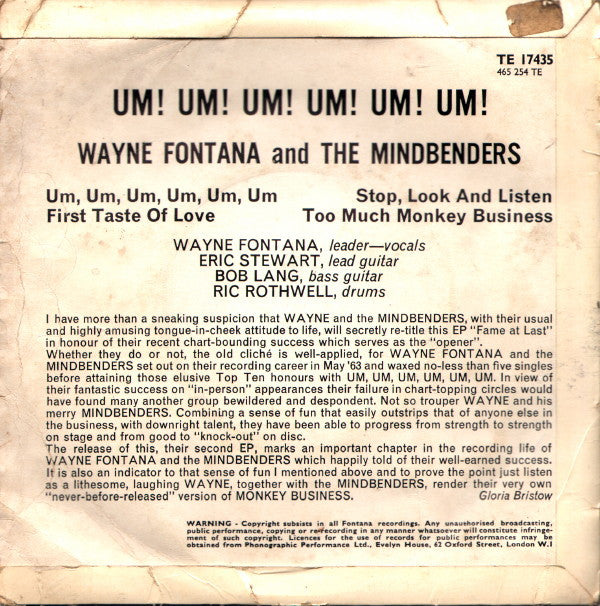 TE 17435
465 254 TE
UM! UM! UM! UM! UM! UM!
WAYNE FONTANA and THE MINDBENDERS
Um, Um, Um, Um, Um, Um Stop, Look And Listen
First Taste Of Love Too Much Monkey Business
WAYNE FONTANA, leader—vocals
ERIC STEWART, lead guitar
BOB LANG, bass guitar
RIC ROTHWELL, drums
I have more than a sneaking suspicion that WAYNE and the MINDBENDERS, with their usual
and highly amusing tongue-in-cheek attitude to life, will secretly re-title this EP "Fame at Last"
in honour of their recent chart-bounding success which serves as the "opener".
Whether they do or not, the old cliché is well-applied, for WAYNE FONTANA and the
MINDBENDERS set out on their recording career in May '63 and waxed no-less than five singles
before attaining those elusive Top Ten honours with UM, UM, UM, UM, UM, UM. In view of
their fantastic success on "in-person" appearances their failure in chart-topping circles would
have found many another group bewildered and despondent. Not so trouper WAYNE and his
merry MINDBENDERS. Combining a sense of fun that easily outstrips that of anyone else in
the business, with downright talent, they have been able to progress from strength to strength
on stage and from good to "knock-out" on disc.
The release of this, their second EP, marks an important chapter in the recording life of
WAYNE FONTANA and the MINDBENDERS which happily told of their well-earned success.
It is also an indicator to that sense of fun I mentioned above and to prove the point just listen
as a lithesome, laughing WAYNE, together with the MINDBENDERS, render their very own
"never-before-released" version of MONKEY BUSINESS. Gloria Bristow
WARNING - Copyright subsists in all Fontana recordings. Any unauthorised broadcasting,
public performance, copying or re-recording in any manner whatsoever will constitute infringe-
ment of such copyright. Licences for the use of records for public performances may be
obtained from Phonographic Performance Ltd., Evelyn House, 62 Oxford Street, London W.1